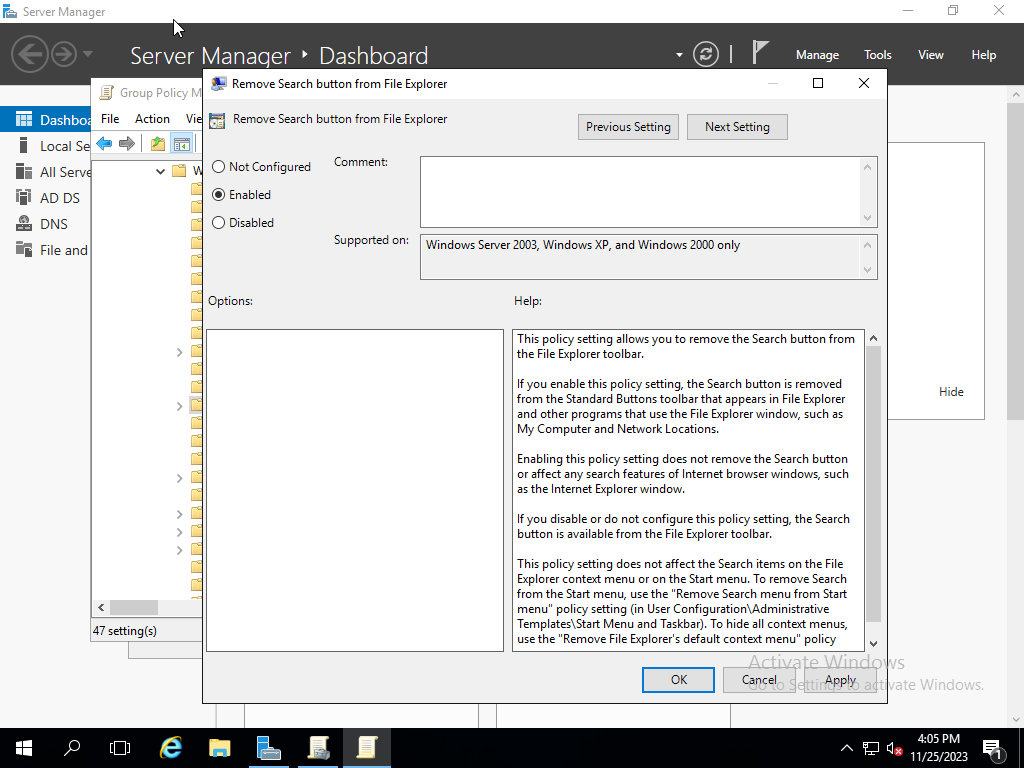 Server Manager
Server Manager ‣ Dashboard
Manage
Tools
View
Help
Group Policy M
File
Action
Vie
Dashboa
Local Se
All Serve
AD DS
DNS
File and
47 setting(s)
Remove Search button from File Explorer
Remove Search button from File Explorer
Previous Setting
Next Setting
Not Configured
Enabled
Disabled
Comment:
Supported on:
Windows Server 2003, Windows XP, and Windows 2000 only
Options:
Help:
This policy setting allows you to remove the Search button from
the File Explorer toolbar.
If you enable this policy setting, the Search button is removed
from the Standard Buttons toolbar that appears in File Explorer
and other programs that use the File Explorer window, such as
My Computer and Network Locations.
Enabling this policy setting does not remove the Search button
or affect any search features of Internet browser windows, such
as the Internet Explorer window.
If you disable or do not configure this policy setting, the Search
button is available from the File Explorer toolbar.
This policy setting does not affect the Search items on the File
Explorer context menu or on the Start menu. To remove Search
from the Start menu, use the "Remove Search menu from Start
menu" policy setting (in User Configuration\Administrative
Templates\Start Menu and Taskbar). To hide all context menus,
use the "Remove File Explorer's default context menu" policy
Hide
OK
Cancel
Apply
Activate Windows
Go to Settings to activate Windows.
4:05 PM
11/25/2023
1